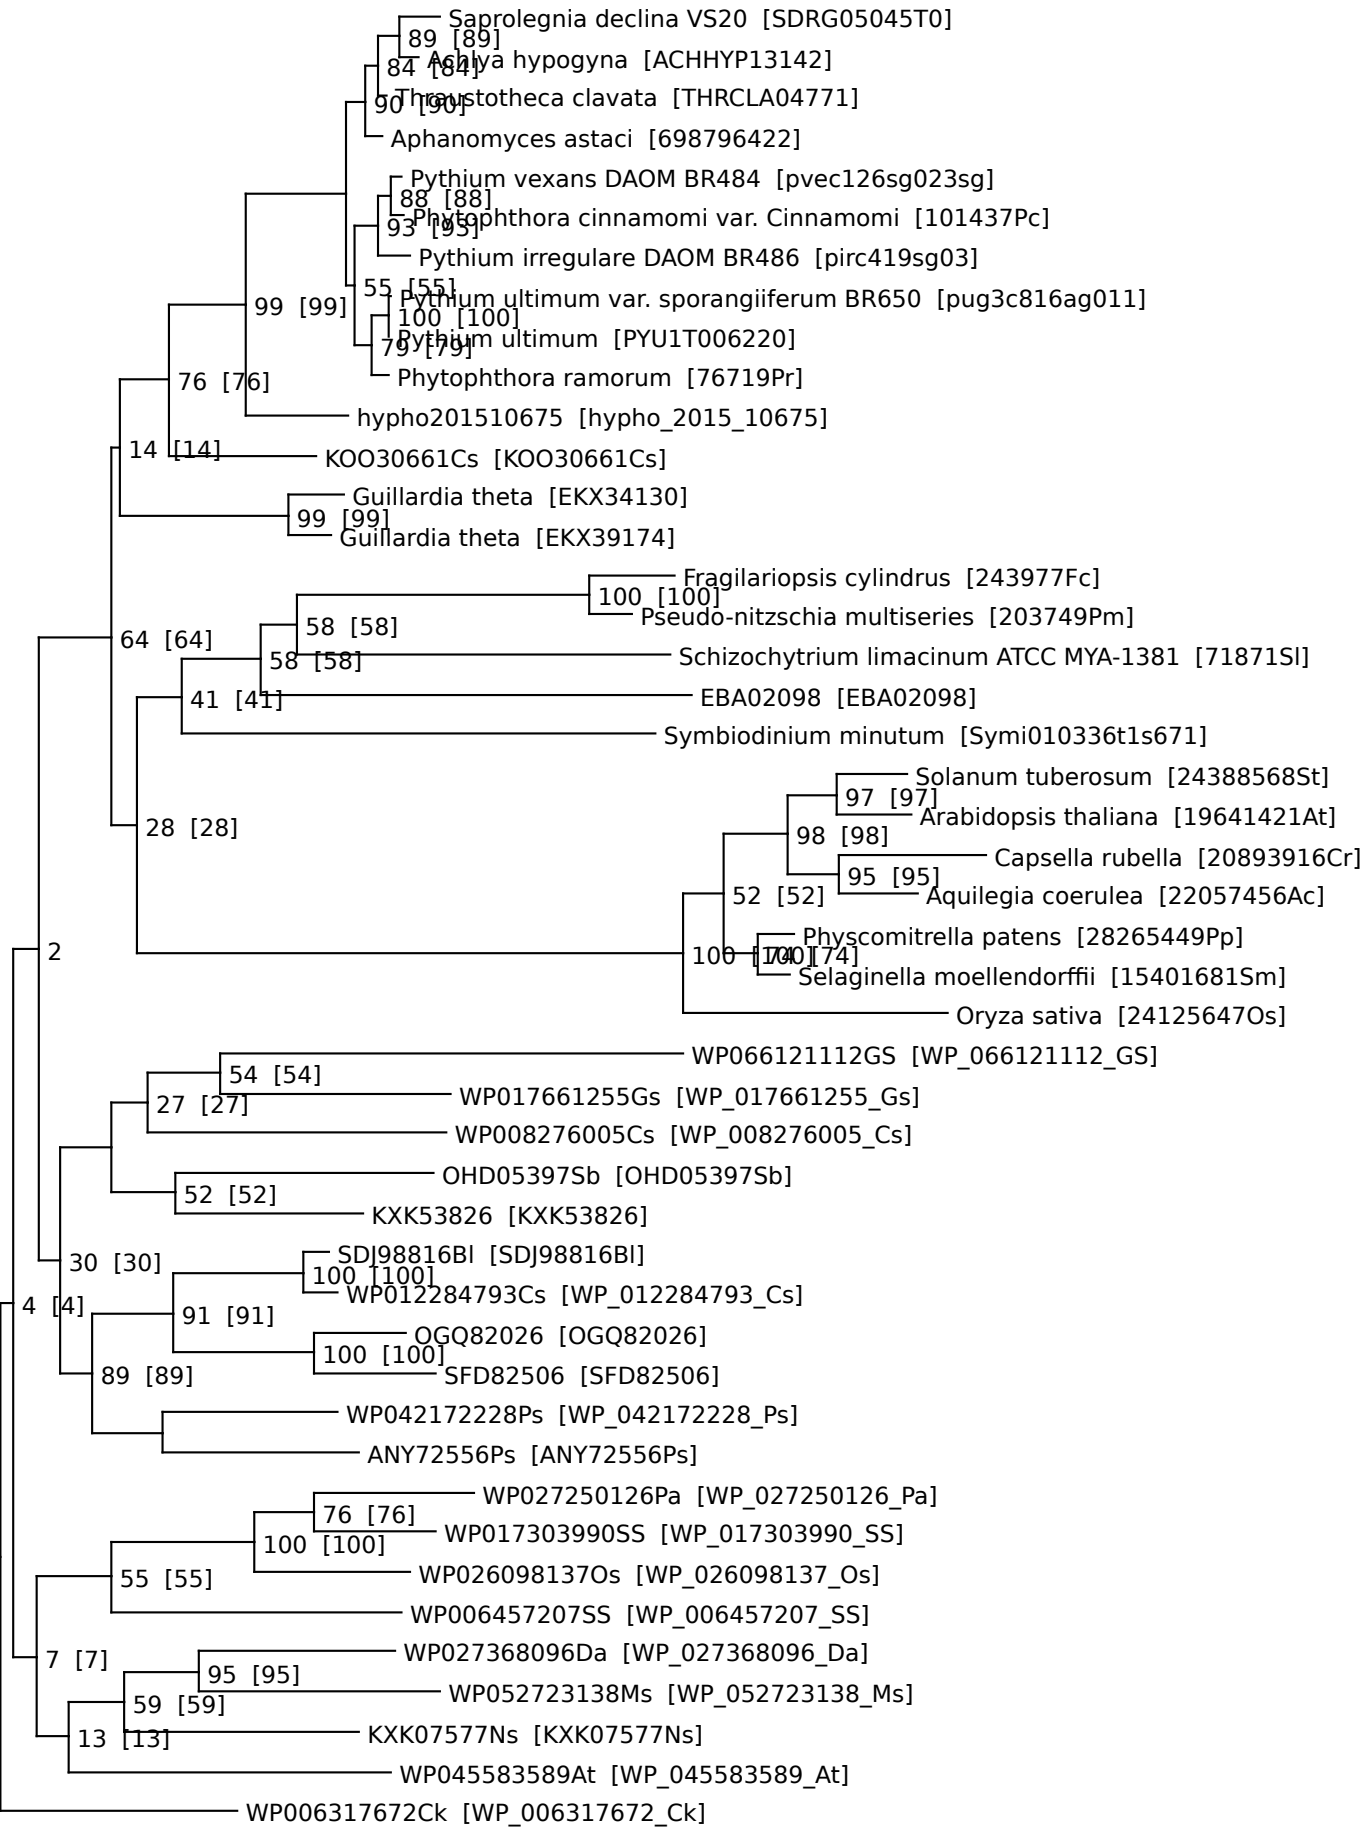 Saprolegnia declina VS20 [SDRG05045T0]
89 [89]
Achlya hypogyna [ACHHYP13142]
84 [84]
Thraustotheca clavata [THRCLA04771]
90 [90]
Aphanomyces astaci [698796422]
Pythium vexans DAOM BR484 [pvec126sg023sg]
88 [88]
Phytophthora cinnamomi var. Cinnamomi [101437Pc]
93 [93]
Pythium irregulare DAOM BR486 [pirc419sg03]
55 [55]
Pythium ultimum var. sporangiiferum BR650 [pug3c816ag011]
99 [99]
100 [100]
Pythium ultimum [PYU1T006220]
79 [79]
Phytophthora ramorum [76719Pr]
76 [76]
hypho201510675 [hypho_2015_10675]
14 [14]
KOO30661Cs [KOO30661Cs]
Guillardia theta [EKX34130]
99 [99]
Guillardia theta [EKX39174]
Fragilariopsis cylindrus [243977Fc]
100 [100]
Pseudo-nitzschia multiseries [203749Pm]
58 [58]
64 [64]
Schizochytrium limacinum ATCC MYA-1381 [71871Sl]
58 [58]
EBA02098 [EBA02098]
41 [41]
Symbiodinium minutum [Symi010336t1s671]
Solanum tuberosum [24388568St]
97 [97]
Arabidopsis thaliana [19641421At]
28 [28]
98 [98]
Capsella rubella [20893916Cr]
95 [95]
Aquilegia coerulea [22057456Ac]
52 [52]
Physcomitrella patens [28265449Pp]
2
100 [100]
74 [74]
Selaginella moellendorffii [15401681Sm]
Oryza sativa [24125647Os]
WP066121112GS [WP_066121112_GS]
54 [54]
WP017661255Gs [WP_017661255_Gs]
27 [27]
WP008276005Cs [WP_008276005_Cs]
OHD05397Sb [OHD05397Sb]
52 [52]
KXK53826 [KXK53826]
SDJ98816Bl [SDJ98816Bl]
30 [30]
100 [100]
WP012284793Cs [WP_012284793_Cs]
4 [4]
91 [91]
OGQ82026 [OGQ82026]
100 [100]
SFD82506 [SFD82506]
89 [89]
WP042172228Ps [WP_042172228_Ps]
ANY72556Ps [ANY72556Ps]
WP027250126Pa [WP_027250126_Pa]
76 [76]
WP017303990SS [WP_017303990_SS]
100 [100]
WP026098137Os [WP_026098137_Os]
55 [55]
WP006457207SS [WP_006457207_SS]
WP027368096Da [WP_027368096_Da]
7 [7]
95 [95]
WP052723138Ms [WP_052723138_Ms]
59 [59]
KXK07577Ns [KXK07577Ns]
13 [13]
WP045583589At [WP_045583589_At]
WP006317672Ck [WP_006317672_Ck]